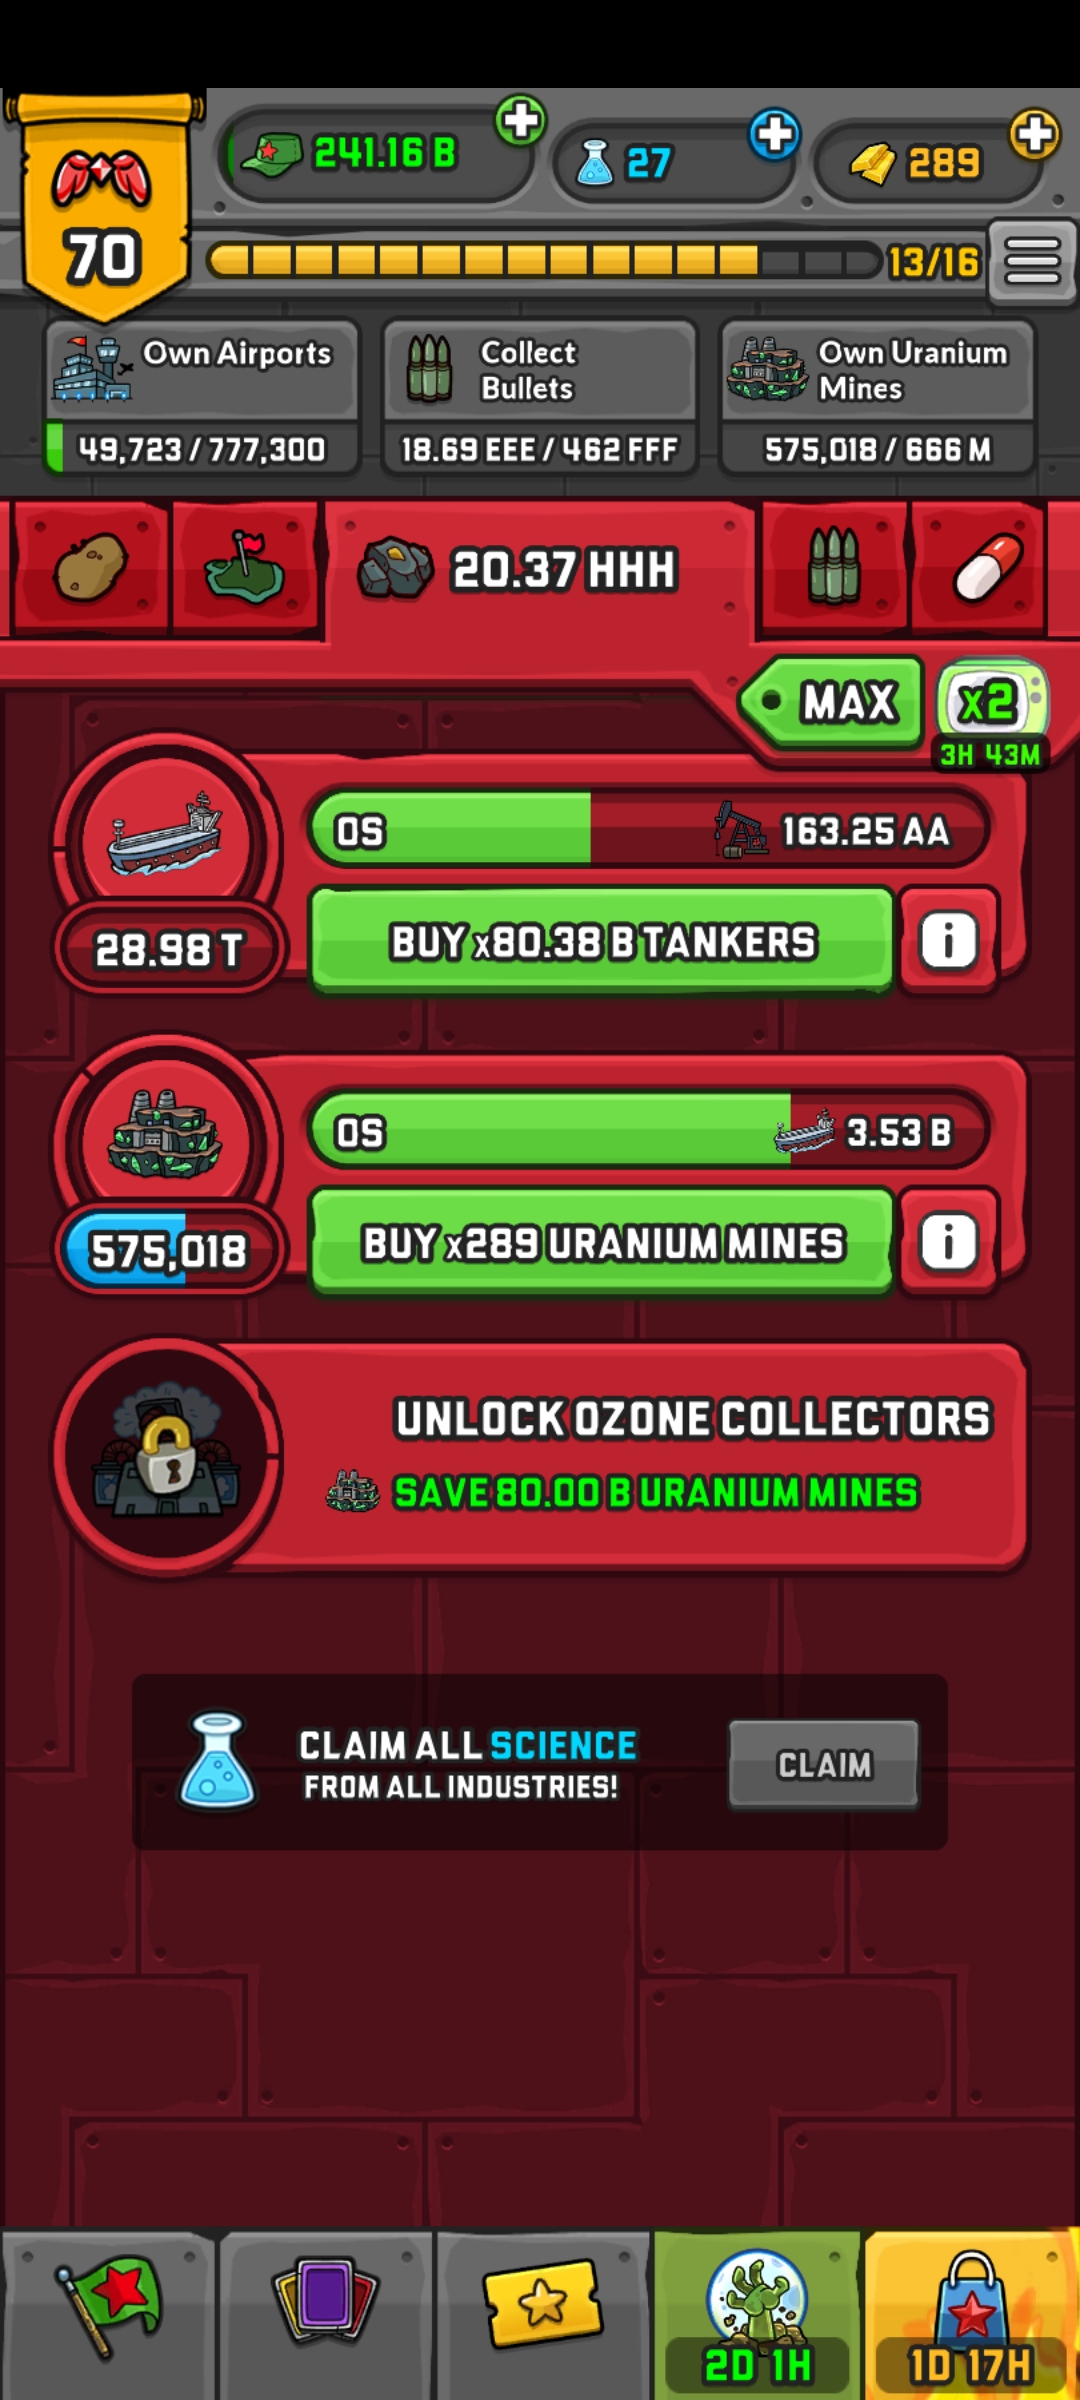 241.16 B
27
289
70
13/16
Own Airports
49,723 / 777,300
Collect
Bullets
18.69 EEE / 462 FFF
Own Uranium
Mines
575,018 / 666 M
20.37 HHH
MAX
x2
3H 43M
0S
163.25 AA
28.98 T
BUY x80.38 B TANKERS
i
0S
3.53 B
575,018
BUY x289 URANIUM MINES
i
UNLOCK OZONE COLLECTORS
SAVE 80.00 B URANIUM MINES
CLAIM ALL SCIENCE
FROM ALL INDUSTRIES!
CLAIM
2D 1H
1D 17H